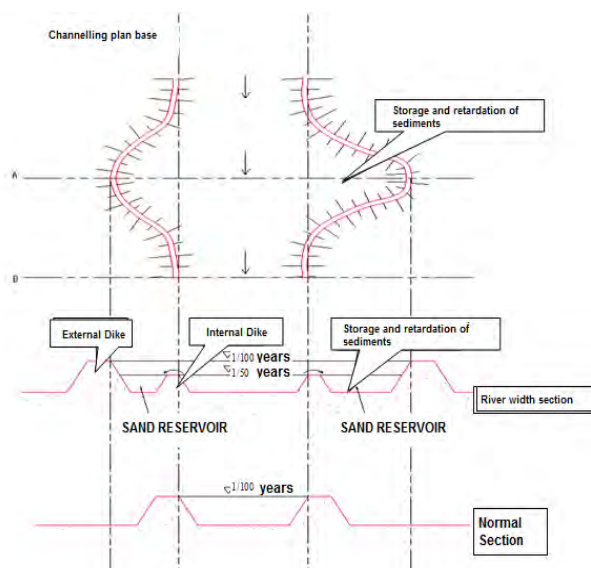 Channelling plan base
Storage and retardation of
sediments
A
B
External Dike
Internal Dike
Storage and retardation of
sediments
1/100 years
1/50 years
SAND RESERVOIR
SAND RESERVOIR
River width section
1/100 years
Normal
Section